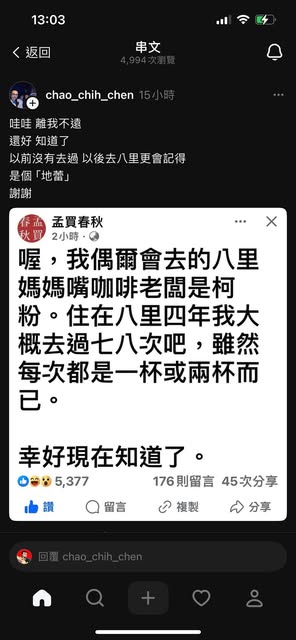 13:03
返回
串文
4,994次瀏覽
chao_chih_chen 15小時
哇哇 離我不遠
還好 知道了
以前沒有去過 以後去八里更會記得
是個「地蕾」
謝謝
孟買春秋
2小時
喔，我偶爾會去的八里
媽媽嘴咖啡老闆是柯
粉。住在八里四年我大
概去過七八次吧，雖然
每次都是一杯或兩杯而
已。
幸好現在知道了。
5,377
176則留言 45次分享
讚
留言
複製
分享
回覆 chao_chih_chen